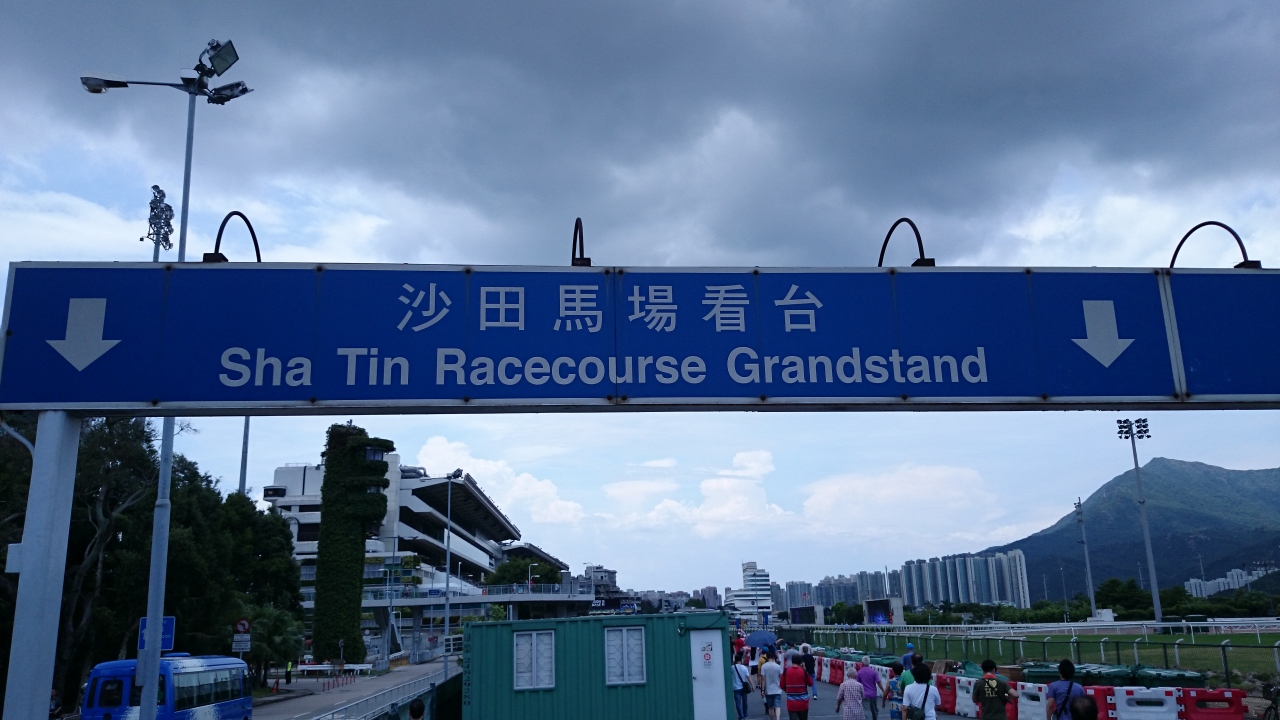 沙田馬場看台
Sha Tin Racecourse Grandstand